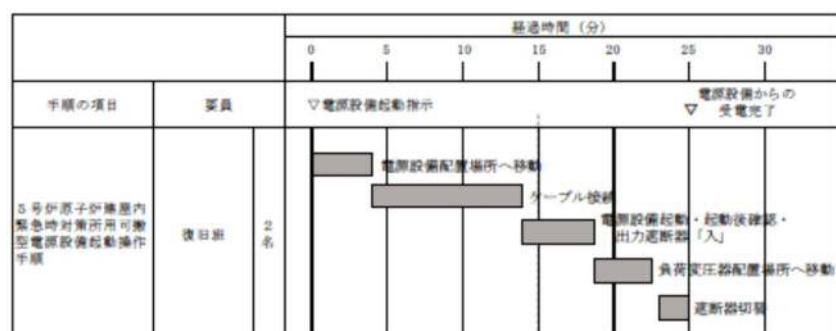 経過時間（分）
0 5 10 15 20 25 30
手順の項目 要員 ▽電源設備起動指示
電源設備からの
▽ 受電完了
5号炉原子炉建屋内
緊急時対策所用可搬
型電源設備起動操作
手順
復旧班
2名
電源設備配置場所へ移動
ケーブル接続
電源設備起動・起動後確認・
出力遮断器「入」
負荷変圧器配置場所へ移動
遮断器切替